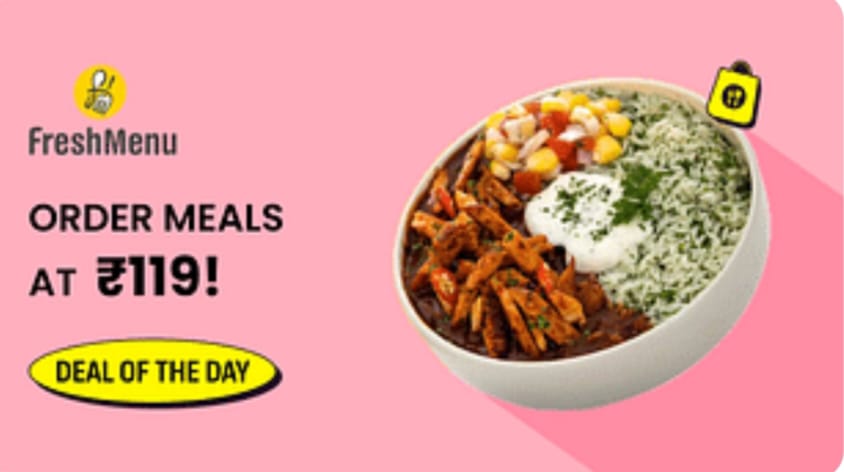 FreshMenu
ORDER MEALS
AT ₹119!
DEAL OF THE DAY